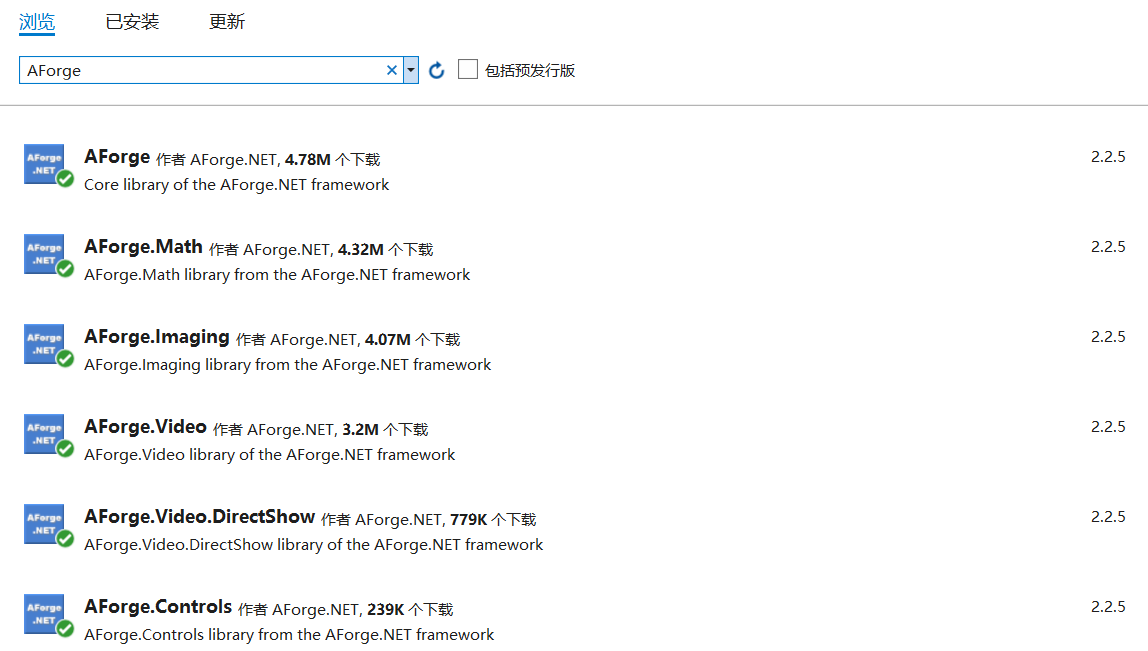 浏览 已安装 更新
AForge 包括预发行版
AForge .NET
AForge 作者 AForge.NET, 4.78M 个下载 2.2.5
Core library of the AForge.NET framework
AForge .NET
AForge.Math 作者 AForge.NET, 4.32M 个下载 2.2.5
AForge.Math library from the AForge.NET framework
AForge .NET
AForge.Imaging 作者 AForge.NET, 4.07M 个下载 2.2.5
AForge.Imaging library from the AForge.NET framework
AForge .NET
AForge.Video 作者 AForge.NET, 3.2M 个下载 2.2.5
AForge.Video library of the AForge.NET framework
AForge .NET
AForge.Video.DirectShow 作者 AForge.NET, 779K 个下载 2.2.5
AForge.Video.DirectShow library of the AForge.NET framework
AForge .NET
AForge.Controls 作者 AForge.NET, 239K 个下载 2.2.5
AForge.Controls library from the AForge.NET framework